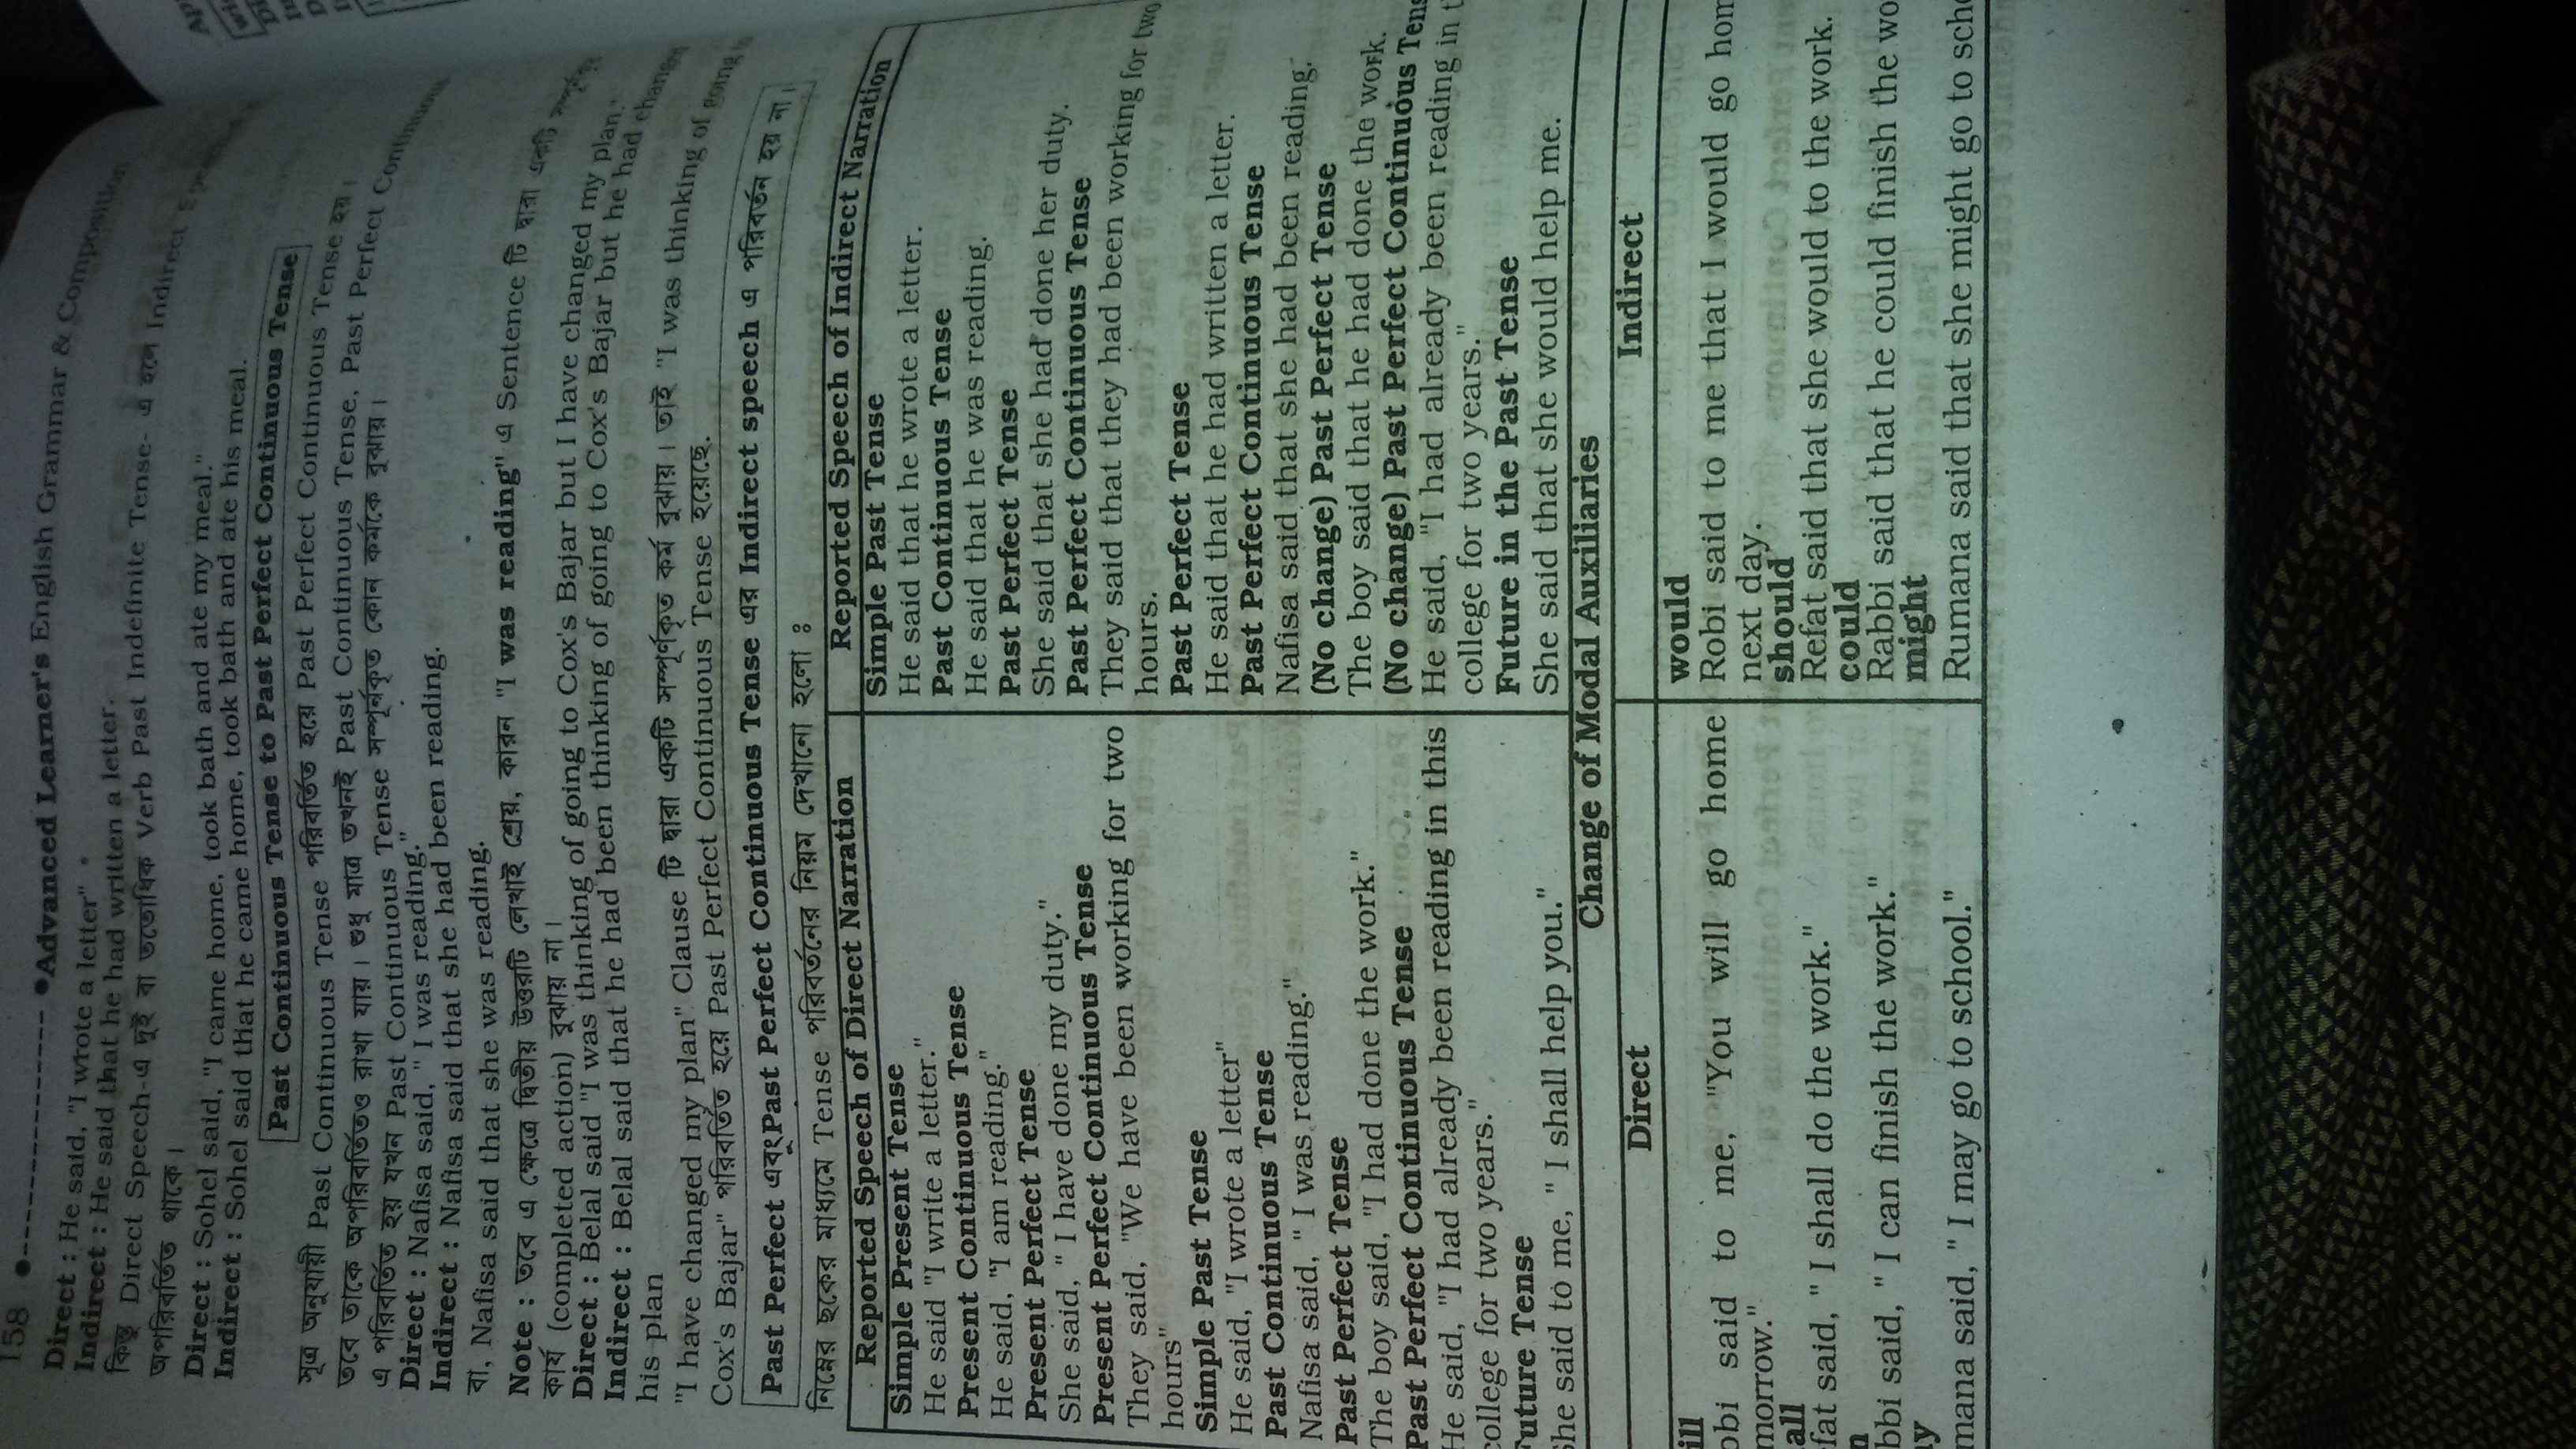 158 •--------------- •Advanced Learner's English Grammar & Composition
Direct : He said, "I wrote a letter"
Indirect : He said that he had written a letter.
কিন্তু Direct Speech-এ দুই বা ততোধিক Verb Past Indefinite Tense- এ হলে Indirect Speech
অপরিবর্তিত থাকে।
Direct : Sohel said, "I came home, took bath and ate my meal."
Indirect : Sohel said that he came home, took bath and ate his meal.
Past Continuous Tense to Past Perfect Continuous Tense
সূত্র অনুযায়ী Past Continuous Tense পরিবর্তিত হয়ে Past Perfect Continuous Tense হয়।
তবে তাকে অপরিবর্তিতও রাখা যায়। শুধু মাত্র তখনই Past Continuous Tense, Past Perfect Continuous
এ পরিবর্তিত হয় যখন Past Continuous Tense সম্পূর্নকৃত কোন কর্মকে বুঝায়।
Direct : Nafisa said, " I was reading."
Indirect : Nafisa said that she had been reading.
বা, Nafisa said that she was reading.
Note : তবে এ ক্ষেত্রে দ্বিতীয় উত্তরটি লেখাই শ্রেয়, কারন "I was reading" এ Sentence টি দ্বারা একটি
কার্য (completed action) বুঝায় না।
Direct : Belal said "I was thinking of going to Cox's Bajar but I have changed my plan."
Indirect : Belal said that he had been thinking of going to Cox's Bajar but he had changed
his plan
"I have changed my plan" Clause টি দ্বারা একটি সম্পূর্ণকৃত কর্ম বুঝায়। তাই "I was thinking of going to
Cox's Bajar" পরিবর্তিত হয়ে Past Perfect Continuous Tense হয়েছে.
Past Perfect এবং Past Perfect Continuous Tense এর Indirect speech এ পরিবর্তন হয় না।
নিম্নের ছকের মাধ্যমে Tense পরিবর্তনের নিয়ম দেখানো হলো ঃ
Reported Speech of Direct Narration
Simple Present Tense
He said "I write a letter."
Present Continuous Tense
He said, "I am reading."
Present Perfect Tense
She said, " I have done my duty."
Present Perfect Continuous Tense
They said, "We have been working for two
hours"
Simple Past Tense
He said, "I wrote a letter"
Past Continuous Tense
Nafisa said, " I was reading."
Past Perfect Tense
The boy said, "I had done the work."
Past Perfect Continuous Tense
He said, "I had already been reading in this
college for two years."
Future Tense
She said to me, " I shall help you."
Reported Speech of Indirect Narration
Simple Past Tense
He said that he wrote a letter.
Past Continuous Tense
He said that he was reading.
Past Perfect Tense
She said that she had done her duty.
Past Perfect Continuous Tense
They said that they had been working for two
hours.
Past Perfect Tense
He said that he had written a letter.
Past Perfect Continuous Tense
Nafisa said that she had been reading.
(No change) Past Perfect Tense
The boy said that he had done the work.
(No change) Past Perfect Continuous Tens
He said, "I had already been reading in t
college for two years."
Future in the Past Tense
She said that she would help me.
Change of Modal Auxiliaries
Direct
ill
obi said to me, "You will go home
morrow."
all
fat said, " I shall do the work."
n
bbi said, " I can finish the work."
ay
mana said, " I may go to school."
Indirect
would
Robi said to me that I would go hom
next day.
should
Refat said that she would to the work.
could
Rabbi said that he could finish the wo
might
Rumana said that she might go to scho